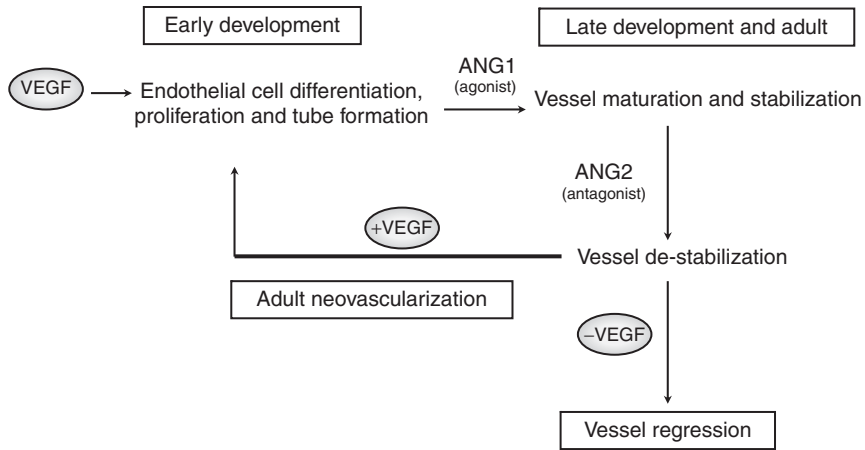 Early development
Late development and adult
VEGF
Endothelial cell differentiation,
proliferation and tube formation
ANG1
(agonist)
Vessel maturation and stabilization
ANG2
(antagonist)
+VEGF
Vessel de-stabilization
Adult neovascularization
−VEGF
Vessel regression